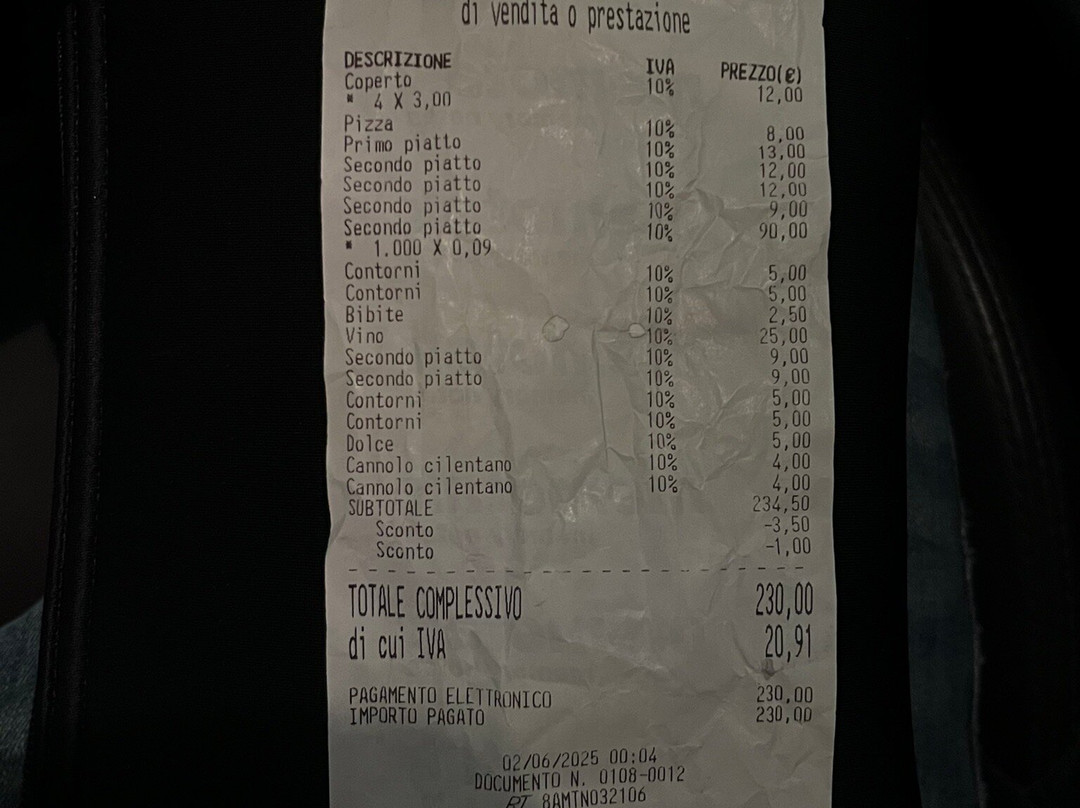 di vendita o prestazione
DESCRIZIONE IVA PREZZO(€)
Coperto 10% 12,00
* 4 X 3,00
Pizza 10% 8,00
Primo piatto 10% 13,00
Secondo piatto 10% 12,00
Secondo piatto 10% 12,00
Secondo piatto 10% 9,00
Secondo piatto 10% 90,00
* 1.000 X 0,09
Contorni 10% 5,00
Contorni 10% 5,00
Bibite 10% 2,50
Vino 10% 25,00
Secondo piatto 10% 9,00
Secondo piatto 10% 9,00
Contorni 10% 5,00
Contorni 10% 5,00
Dolce 10% 5,00
Cannolo cilentano 10% 4,00
Cannolo cilentano 10% 4,00
SUBTOTALE 234,50
Sconto -3,50
Sconto -1,00
TOTALE COMPLESSIVO 230,00
di cui IVA 20,91
PAGAMENTO ELETTRONICO 230,00
IMPORTO PAGATO 230,00
02/06/2025 00:04
DOCUMENTO N. 0108-0012
RT 8AMTN032106